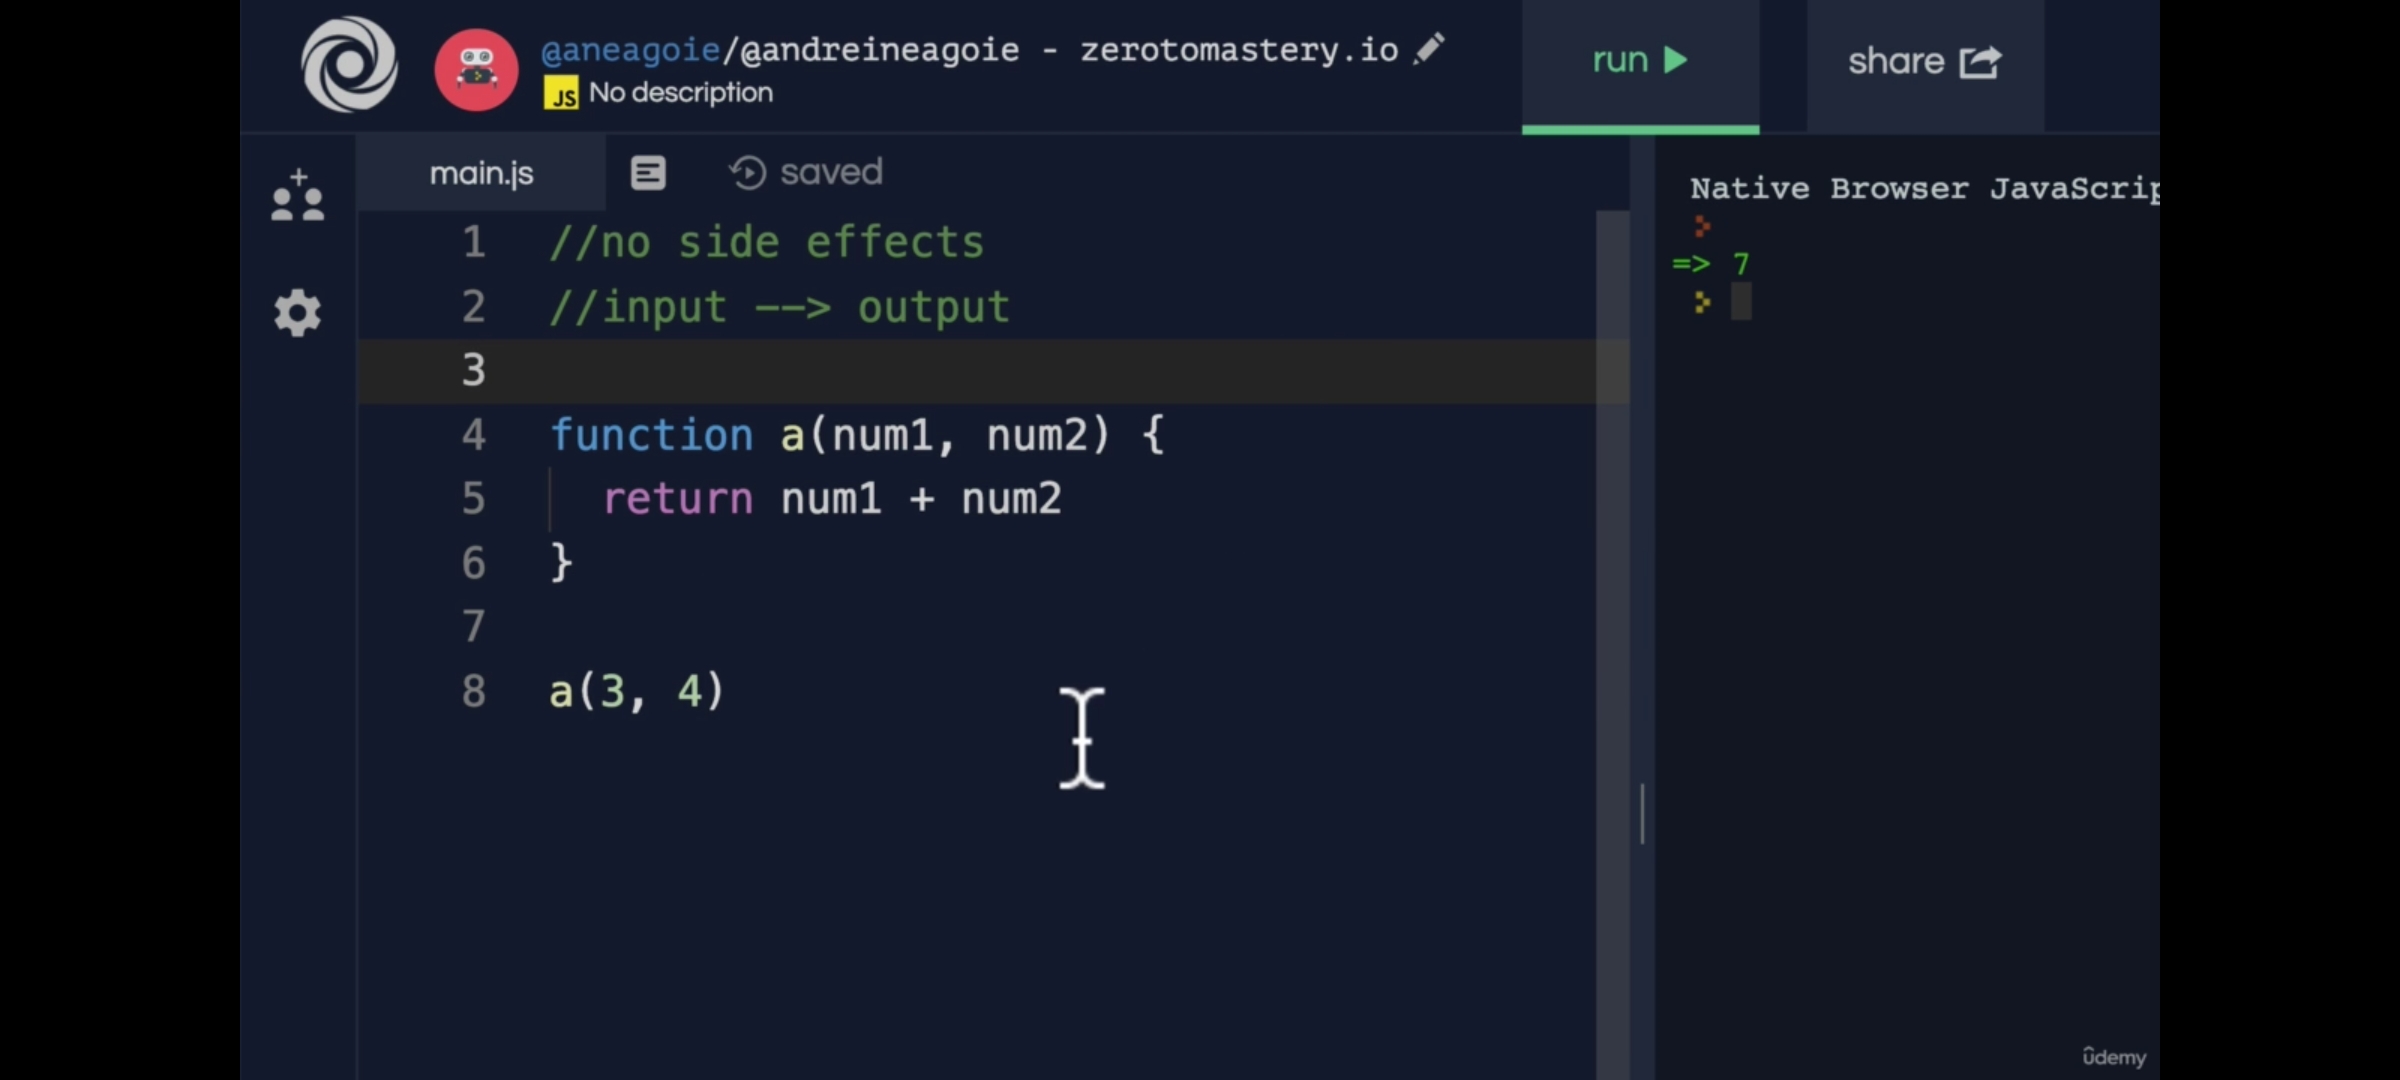 @aneagoie/@andreineagoie - zerotomastery.io
run
share
JS No description
main.js
saved
Native Browser JavaScrip
=> 7
1 //no side effects
2 //input --> output
3
4 function a(num1, num2) {
5 return num1 + num2
6 }
7
8 a(3, 4)
ûdemy